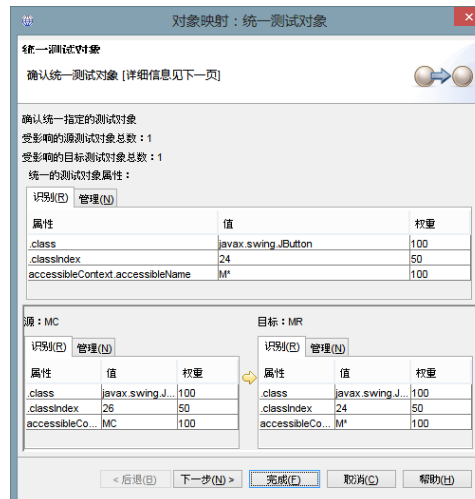 对象映射：统一测试对象
统一测试对象
确认统一测试对象 [详细信息见下一页]
确认统一指定的测试对象
受影响的源测试对象总数：1
受影响的目标测试对象总数：1
统一的测试对象属性：
识别(R) 管理(N)
属性 值 权重
.class javax.swing.JButton 100
.classIndex 24 50
accessibleContext.accessibleName M* 100
源：MC 目标：MR
识别(R) 管理(N) 识别(R) 管理(N)
属性 值 权重 属性 值 权重
.class javax.swing.J... 100 .class javax.swing.J... 100
.classIndex 26 50 .classIndex 24 50
accessibleCo... MC 100 accessibleCo... M* 100
< 后退(B) 下一步(N) > 完成(F) 取消(C) 帮助(H)